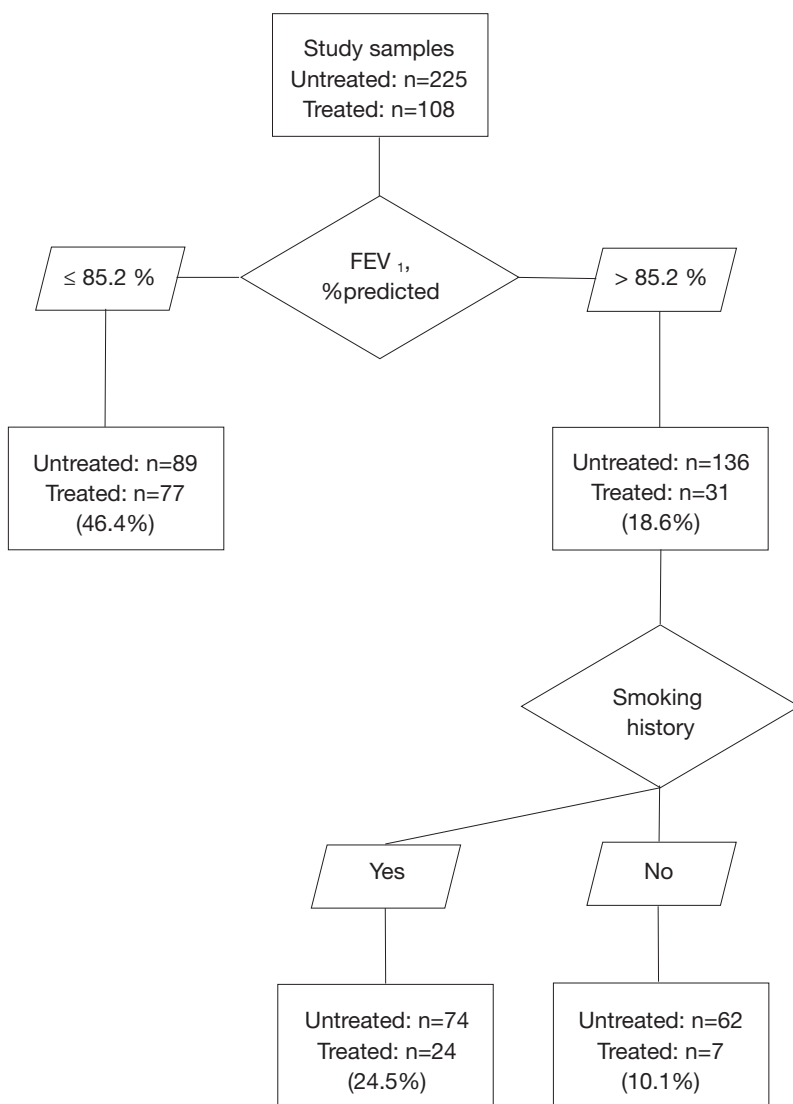 Study samples
Untreated: n=225
Treated: n=108
FEV 1,
%predicted
≤ 85.2 %
> 85.2 %
Untreated: n=89
Treated: n=77
(46.4%)
Untreated: n=136
Treated: n=31
(18.6%)
Smoking
history
Yes
No
Untreated: n=74
Treated: n=24
(24.5%)
Untreated: n=62
Treated: n=7
(10.1%)